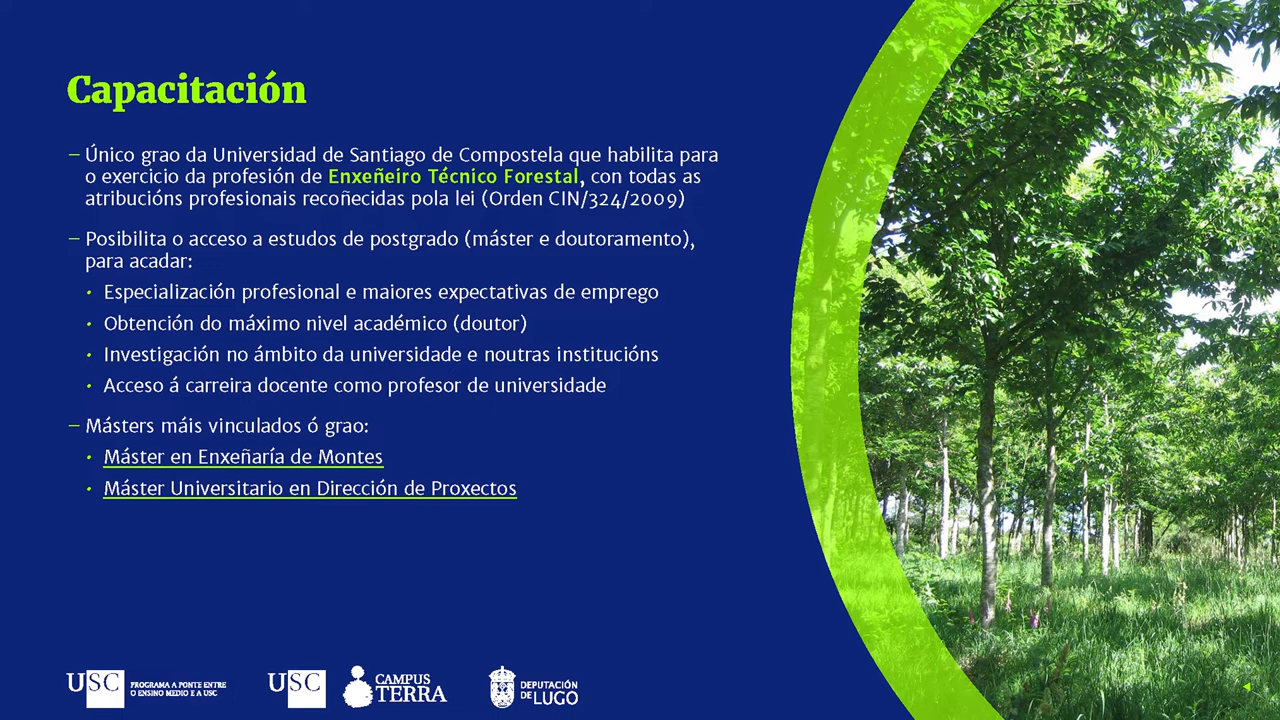 Capacitación
– Único grao da Universidad de Santiago de Compostela que habilita para
o exercicio da profesión de Enxeñeiro Técnico Forestal, con todas as
atribucións profesionais recoñecidas pola lei (Orden CIN/324/2009)
– Posibilita o acceso a estudos de postgrado (máster e doutoramento),
para acadar:
• Especialización profesional e maiores expectativas de emprego
• Obtención do máximo nivel académico (doutor)
• Investigación no ámbito da universidade e noutras institucións
• Acceso á carreira docente como profesor de universidade
– Másters máis vinculados ó grao:
• Máster en Enxeñaría de Montes
• Máster Universitario en Dirección de Proxectos
USC
PROGRAMA A PONTE ENTRE
O ENSINO MEDIO E A USC
USC
CAMPUS
TERRA
DEPUTACIÓN
DE LUGO